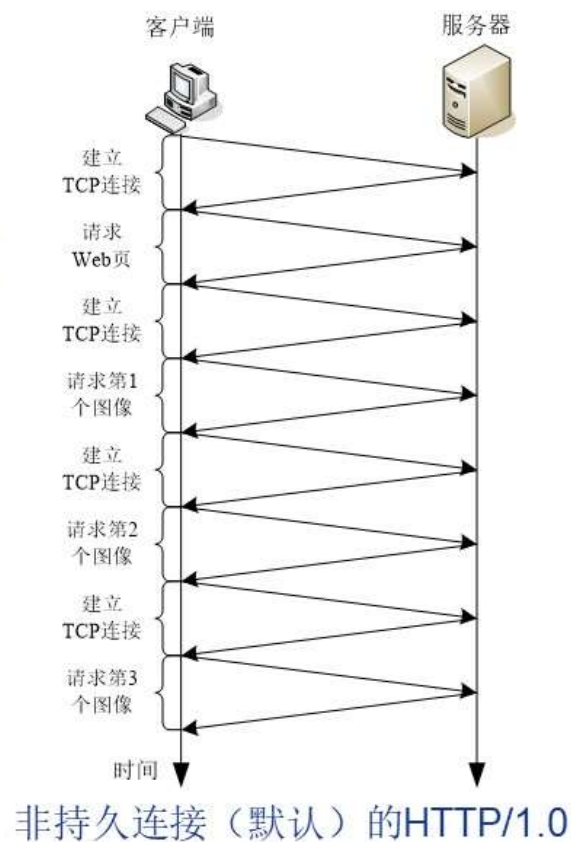 客户端
服务器
建立
TCP连接
请求
Web页
建立
TCP连接
请求第1
个图像
建立
TCP连接
请求第2
个图像
建立
TCP连接
请求第3
个图像
时间
非持久连接（默认）的HTTP/1.0